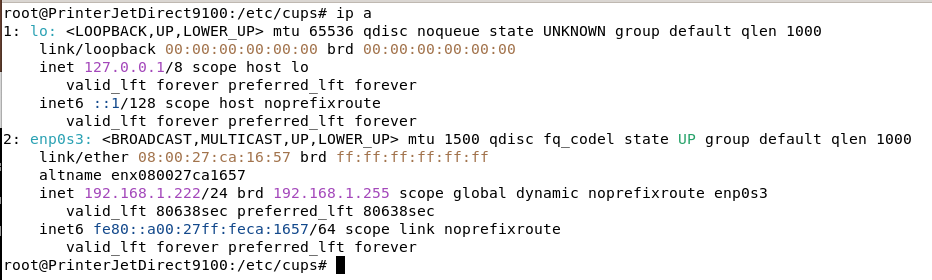 root@PrinterJetDirect9100:/etc/cups# ip a
1: lo: <LOOPBACK,UP,LOWER_UP> mtu 65536 qdisc noqueue state UNKNOWN group default qlen 1000
    link/loopback 00:00:00:00:00:00 brd 00:00:00:00:00:00
    inet 127.0.0.1/8 scope host lo
       valid_lft forever preferred_lft forever
    inet6 ::1/128 scope host noprefixroute
       valid_lft forever preferred_lft forever
2: enp0s3: <BROADCAST,MULTICAST,UP,LOWER_UP> mtu 1500 qdisc fq_codel state UP group default qlen 1000
    link/ether 08:00:27:ca:16:57 brd ff:ff:ff:ff:ff:ff
    altname enx080027ca1657
    inet 192.168.1.222/24 brd 192.168.1.255 scope global dynamic noprefixroute enp0s3
       valid_lft 80638sec preferred_lft 80638sec
    inet6 fe80::a00:27ff:feca:1657/64 scope link noprefixroute
       valid_lft forever preferred_lft forever
root@PrinterJetDirect9100:/etc/cups#